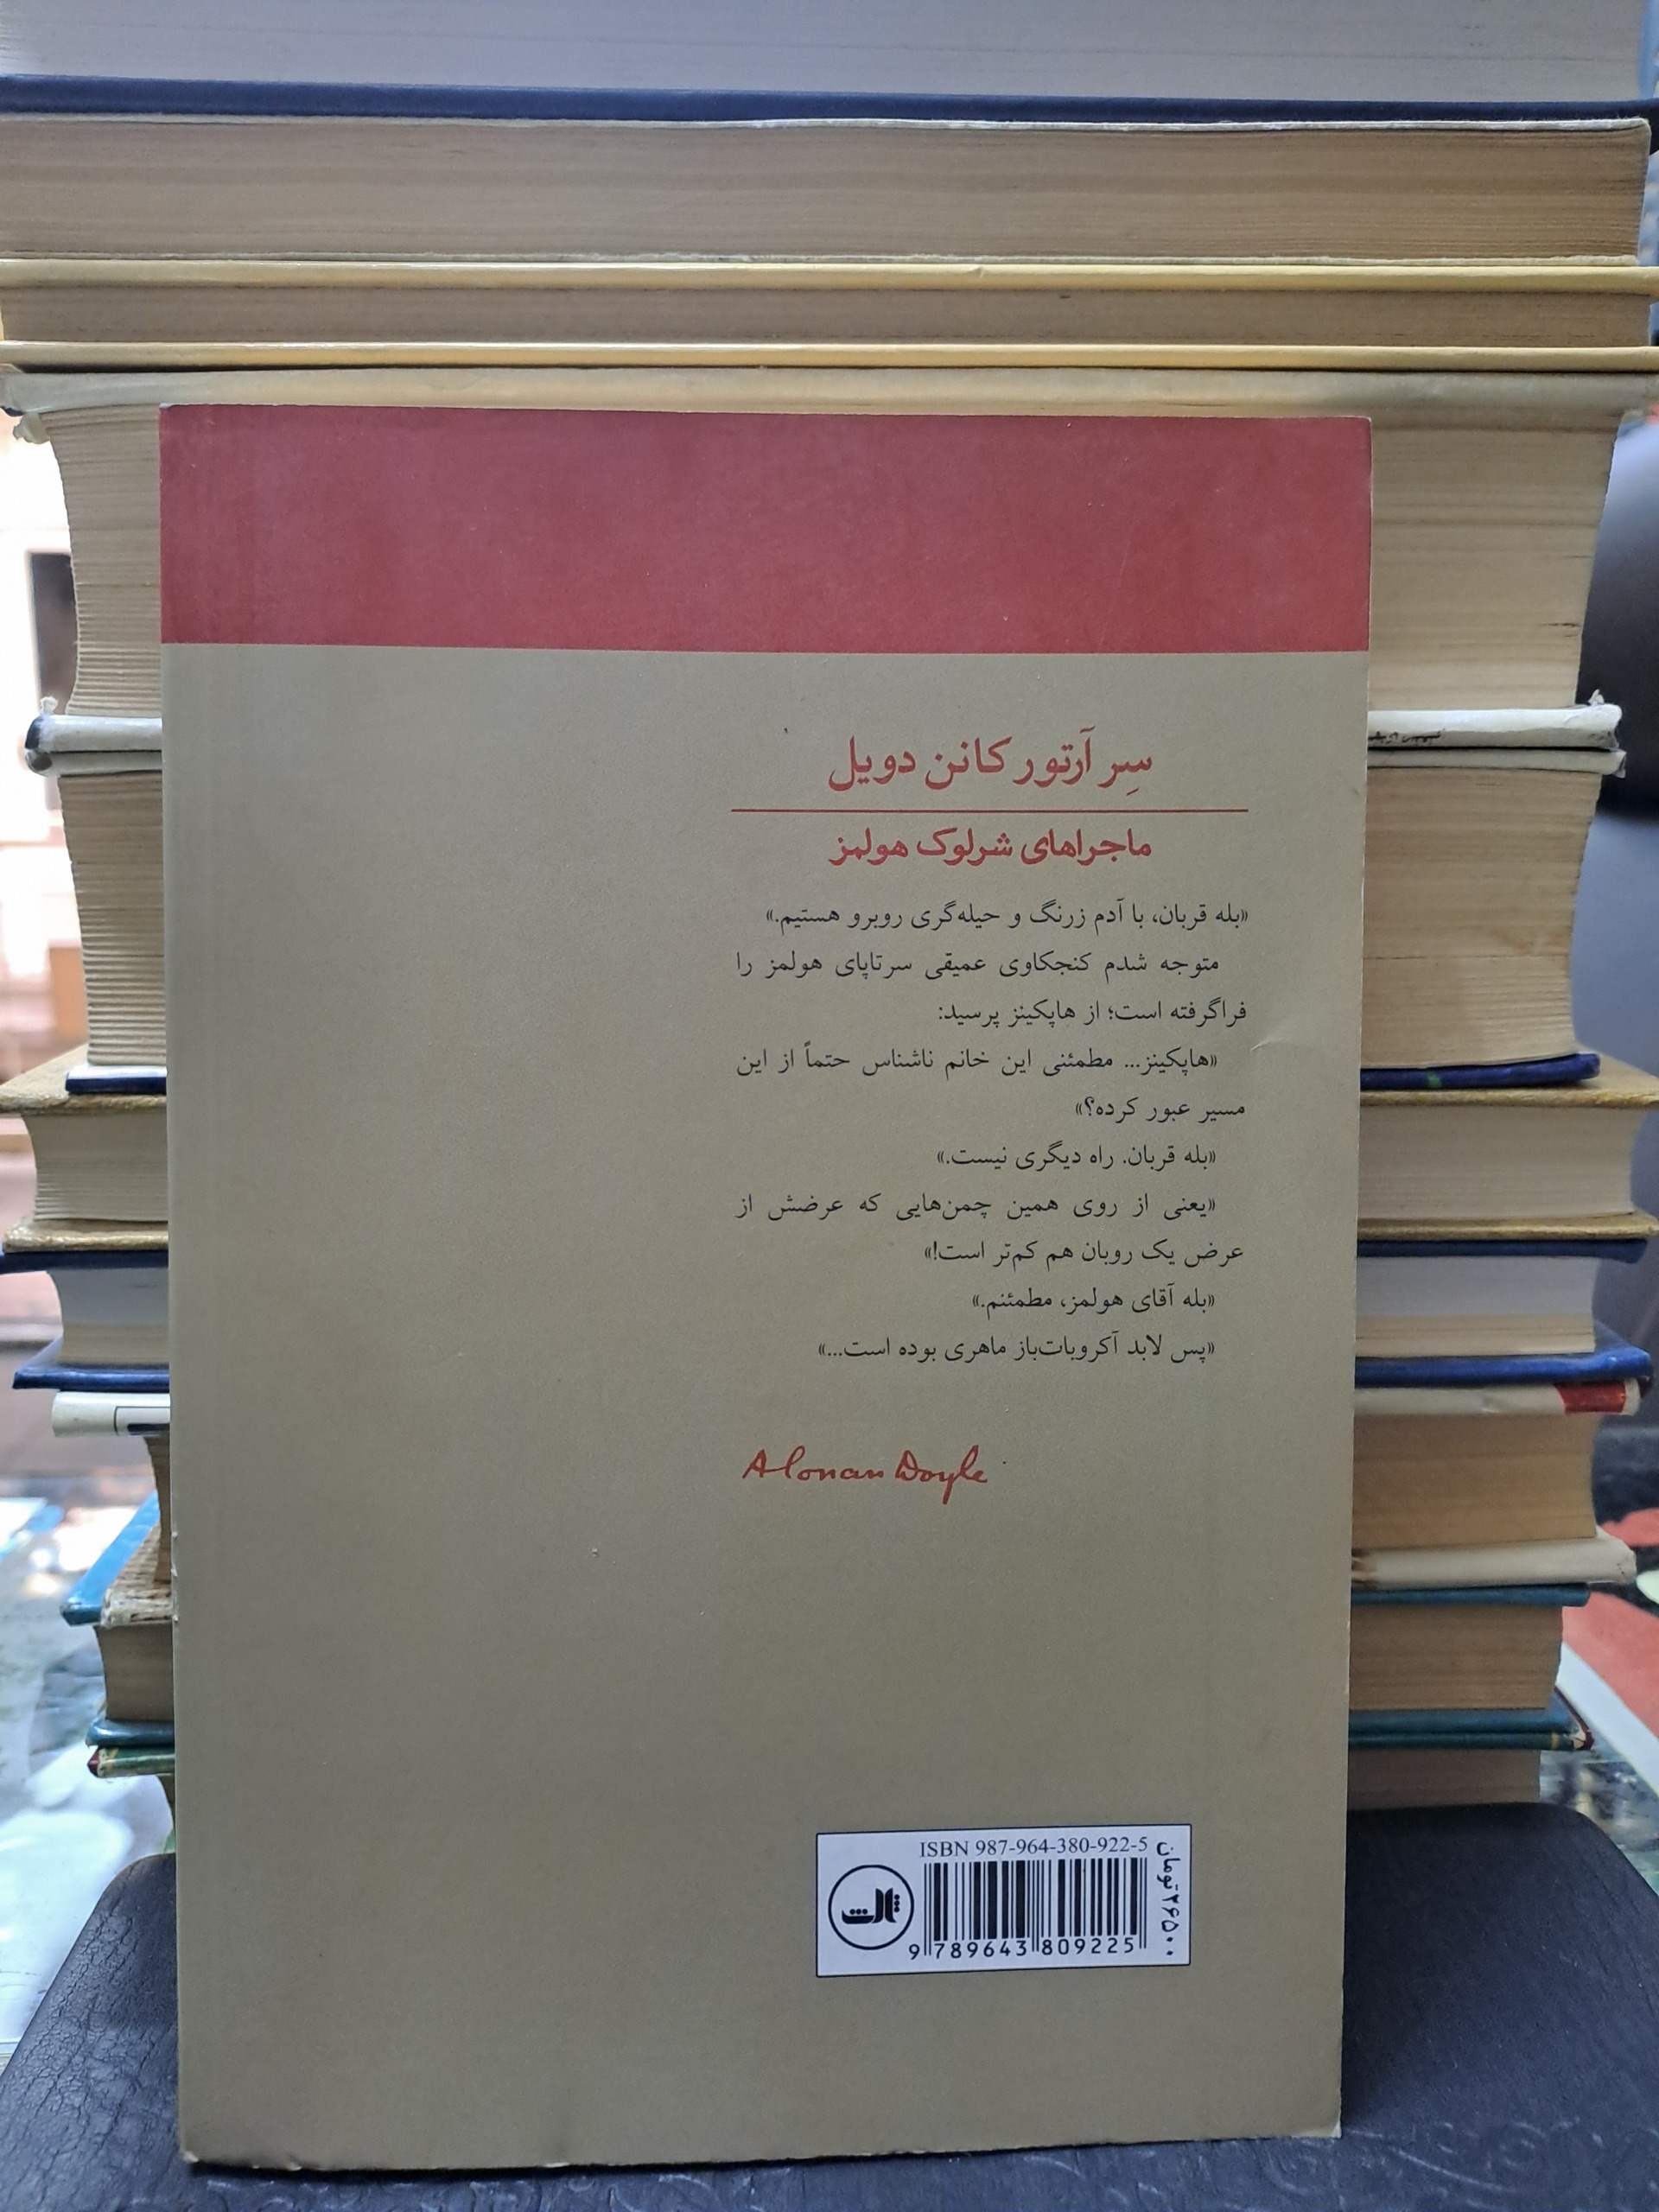 سِر آرتور کانن دویل
ماجراهای شرلوک هولمز
«بله قربان، با آدم زرنگ و حیله‌گری روبرو هستیم.»
متوجه شدم کنجکاوی عمیقی سرتاپای هولمز را
فراگرفته است؛ از هاپکینز پرسید:
«هاپکینز... مطمئنی این خانم ناشناس حتماً از این
مسیر عبور کرده؟»
«بله قربان. راه دیگری نیست.»
«یعنی از روی همین چمن‌هایی که عرضش از
عرض یک روبان هم کم‌تر است!»
«بله آقای هولمز، مطمئنم.»
«پس لابد آکروبات‌باز ماهری بوده است...»
A Conan Doyle
ISBN 987-964-380-922-5
ثالث
9 789643 809225
۲۶۵۰۰ تومان